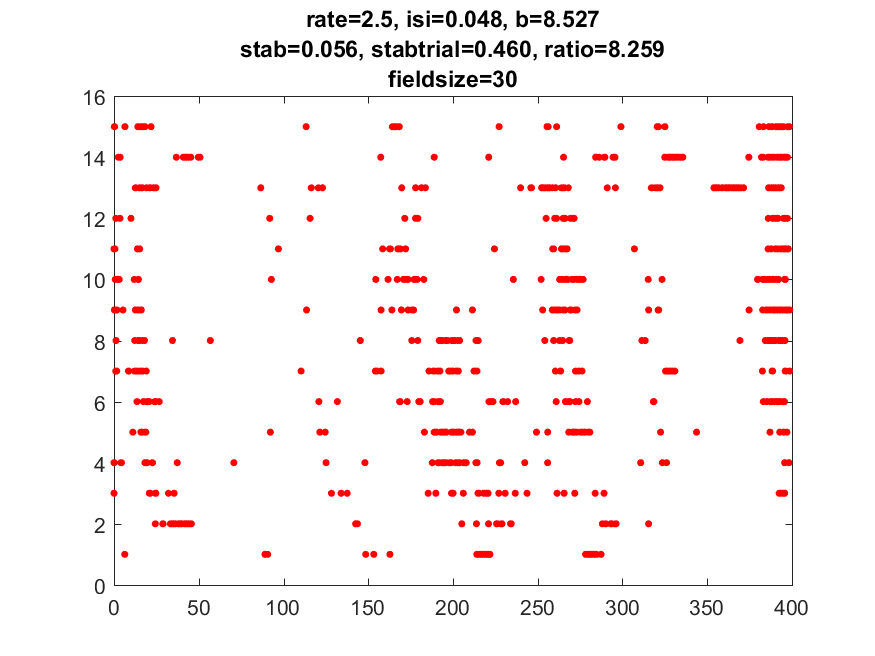 rate=2.5, isi=0.048, b=8.527
stab=0.056, stabtrial=0.460, ratio=8.259
fieldsize=30
16
14
12
10
8
6
4
2
0
0 50 100 150 200 250 300 350 400